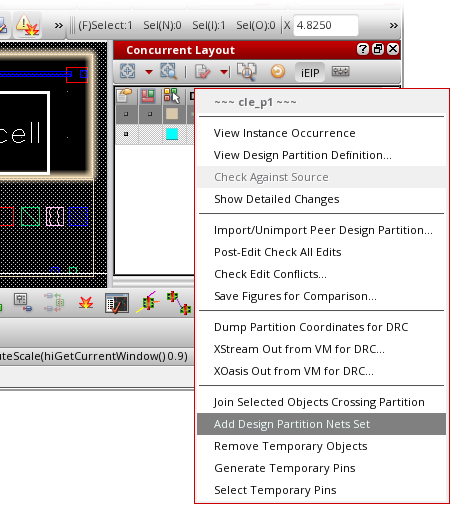 (F)Select:1 Sel(N):0 Sel(I):1 Sel(O):0 X 4.8250
Concurrent Layout
iEIP
cell
~~~ cle_p1 ~~~
View Instance Occurrence
View Design Partition Definition...
Check Against Source
Show Detailed Changes
Import/Unimport Peer Design Partition...
Post-Edit Check All Edits
Check Edit Conflicts...
Save Figures for Comparison...
Dump Partition Coordinates for DRC
XStream Out from VM for DRC...
uteScale(hiGetCurrentWindow() 0.9)
XOasis Out from VM for DRC...
Join Selected Objects Crossing Partition
Add Design Partition Nets Set
Remove Temporary Objects
Generate Temporary Pins
Select Temporary Pins